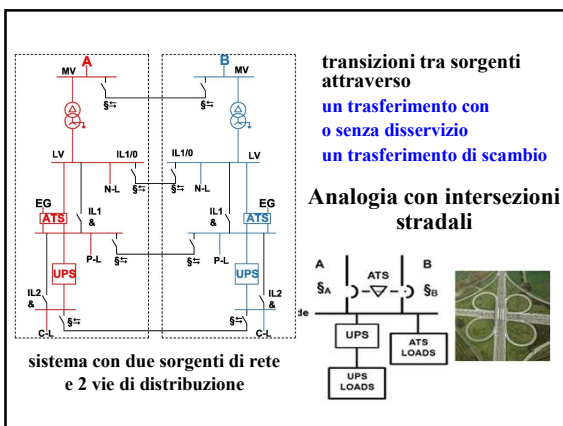 A
B
MV
MV
§⇆
§⇆
LV
IL1/0
IL1/0
LV
§⇆
§⇆
N-L
N-L
EG
IL1
&
IL1
&
EG
ATS
ATS
P-L
§⇆
§⇆
P-L
UPS
UPS
IL2
&
IL2
&
§⇆
§⇆
C-L
C-L
sistema con due sorgenti di rete
e 2 vie di distribuzione
transizioni tra sorgenti
attraverso
un trasferimento con
o senza disservizio
un trasferimento di scambio
Analogia con intersezioni
stradali
A
ATS
B
§A
§B
de
UPS
ATS
LOADS
UPS
LOADS